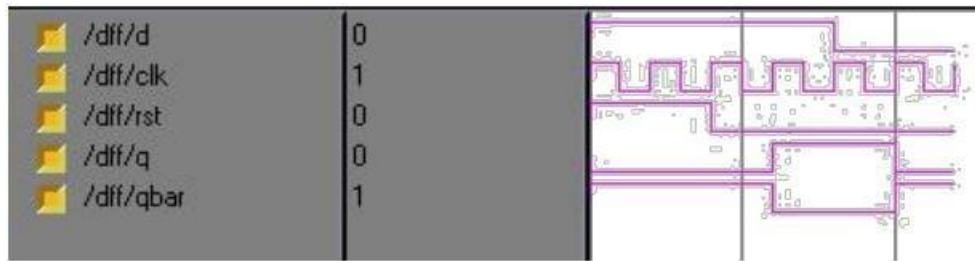 /dff/d 0
/dff/clk 1
/dff/rst 0
/dff/q 0
/dff/qbar 1